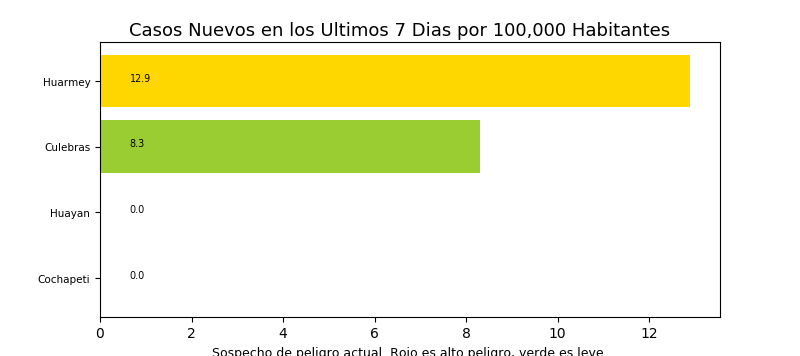 Casos Nuevos en los Ultimos 7 Dias por 100,000 Habitantes
Huarmey 12.9
Culebras 8.3
Huayan 0.0
Cochapeti 0.0
0 2 4 6 8 10 12
Sospecho de peligro actual. Rojo es alto peligro, verde es leve